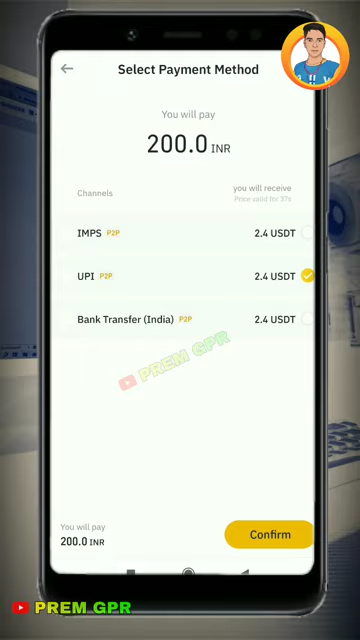 Select Payment Method
You will pay
200.0 INR
Channels
you will receive
Price valid for 37s
IMPS P2P 2.4 USDT
UPI P2P 2.4 USDT
Bank Transfer (India) P2P 2.4 USDT
PREM GPR
You will pay
200.0 INR
Confirm
PREM GPR